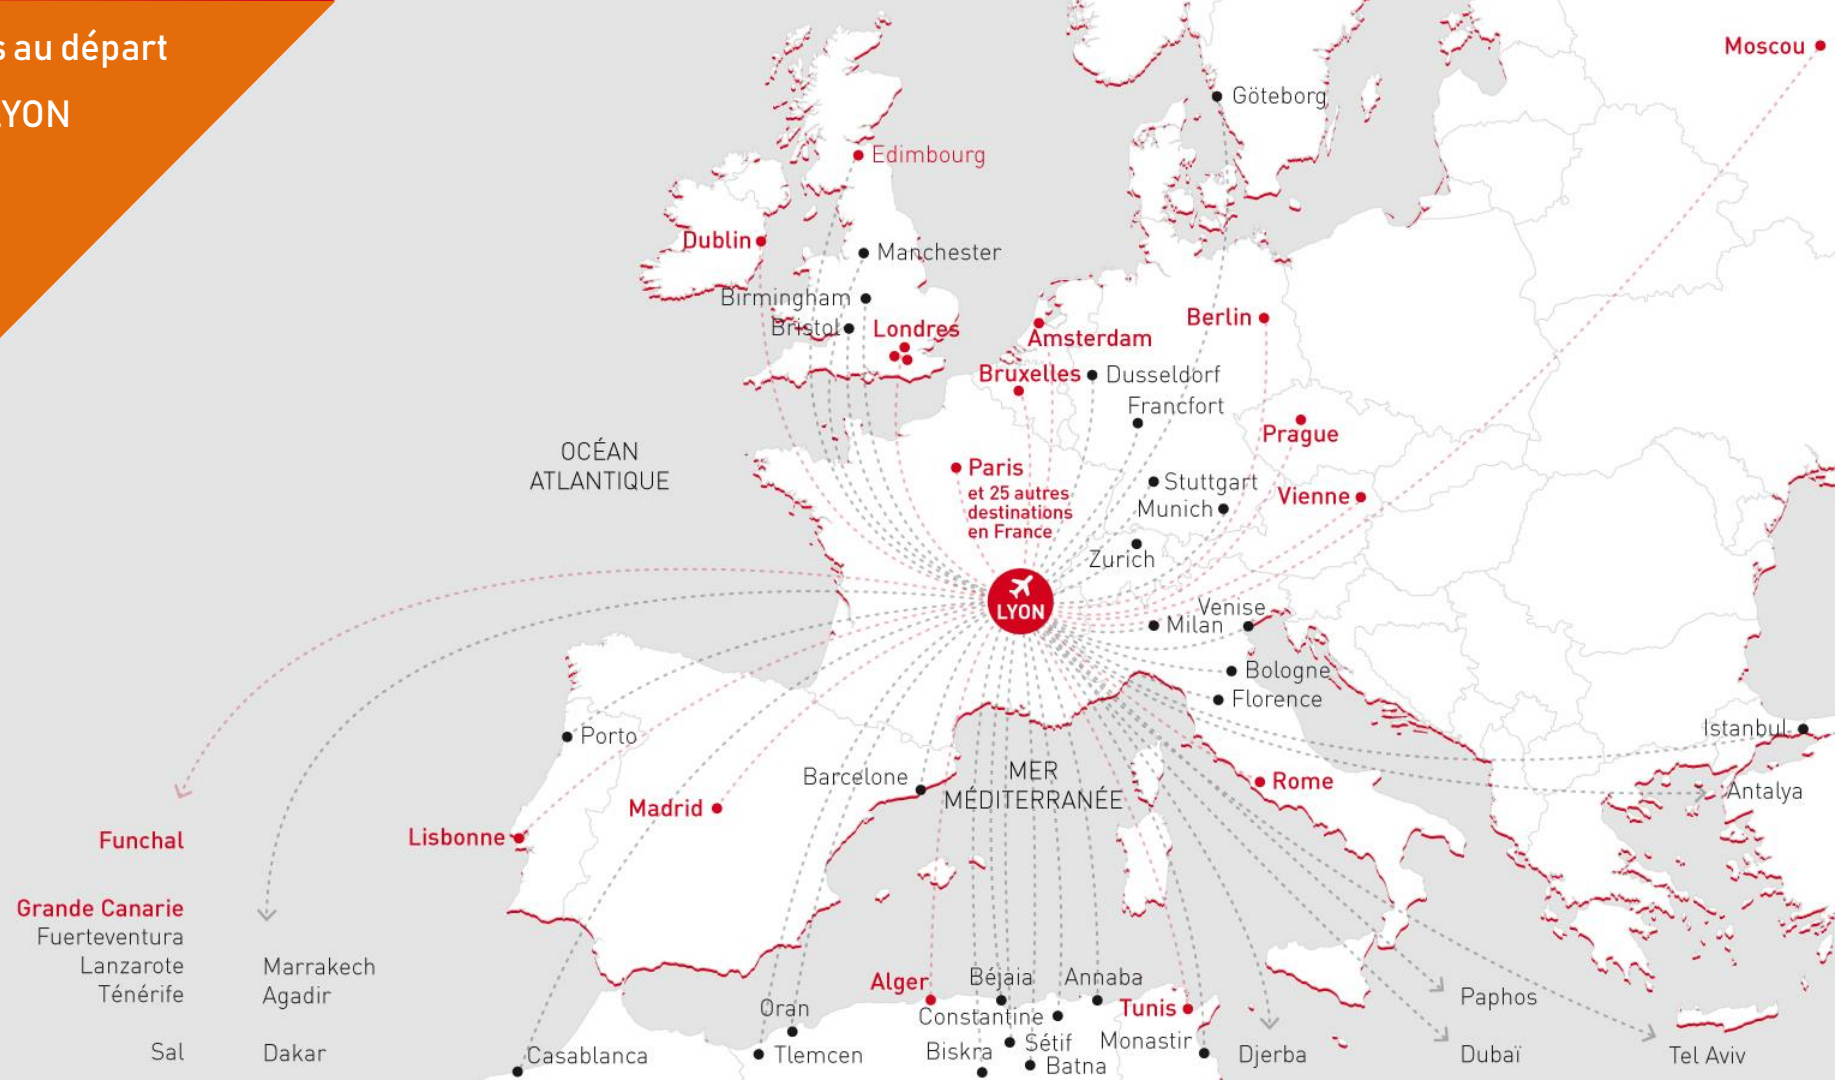 s au départ
YON
Moscou
Göteborg
Edimbourg
Dublin
Manchester
Birmingham
Bristol
Londres
Amsterdam
Berlin
Bruxelles
Dusseldorf
Francfort
Prague
OCÉAN
ATLANTIQUE
Paris
et 25 autres
destinations
en France
Stuttgart
Munich
Vienne
Zurich
LYON
Venise
Milan
Bologne
Florence
Porto
Istanbul
Barcelone
MER
MÉDITERRANÉE
Rome
Antalya
Madrid
Lisbonne
Funchal
Grande Canarie
Fuerteventura
Lanzarote
Ténérife
Sal
Marrakech
Agadir
Dakar
Alger
Béjaia
Annaba
Oran
Constantine
Tunis
Casablanca
Tlemcen
Biskra
Sétif
Batna
Monastir
Djerba
Paphos
Dubaï
Tel Aviv